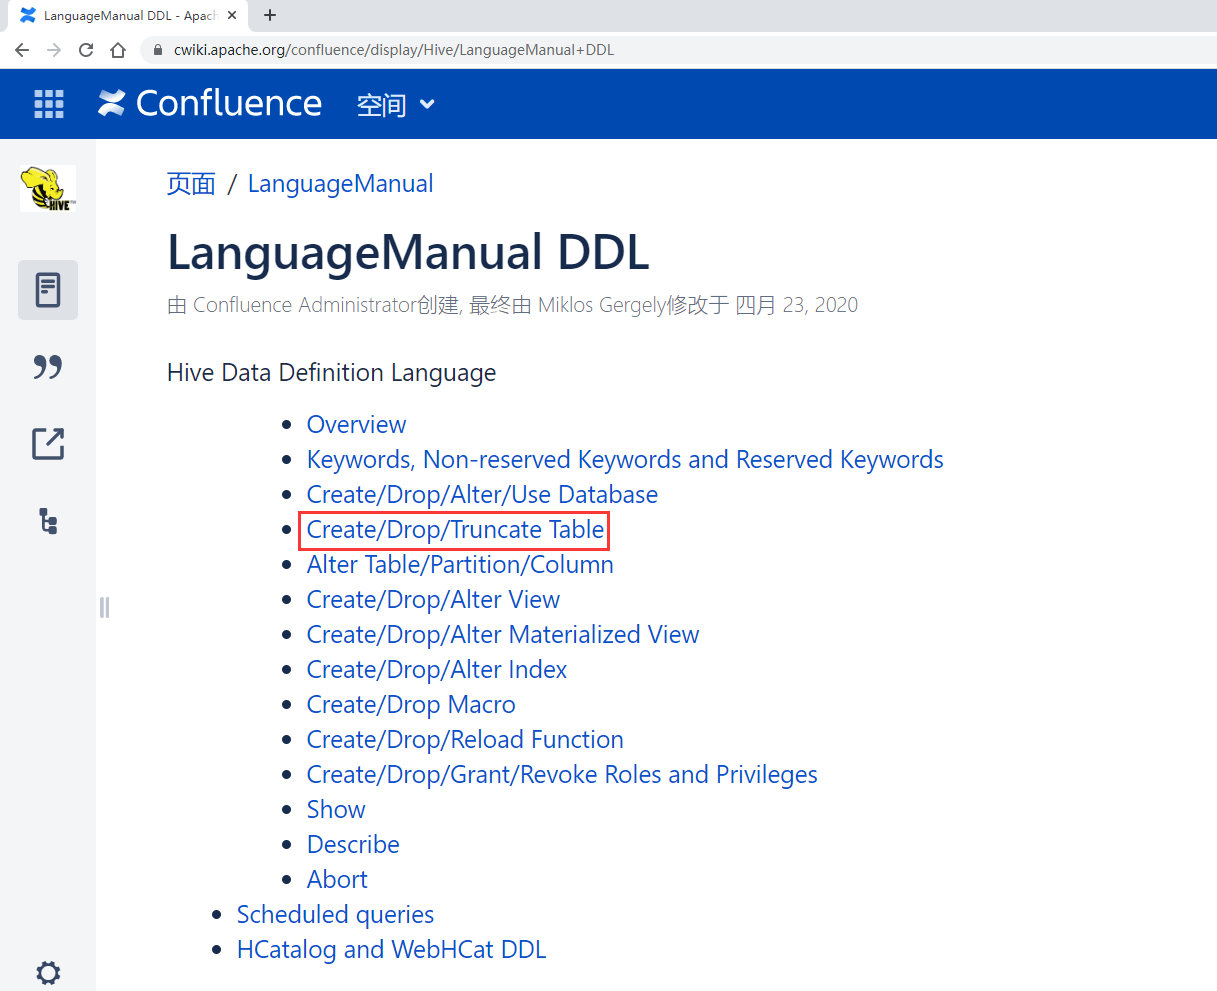 LanguageManual DDL - Apach
cwiki.apache.org/confluence/display/Hive/LanguageManual+DDL
Confluence 空间
HIVE
页面 / LanguageManual
LanguageManual DDL
由 Confluence Administrator创建, 最终由 Miklos Gergely修改于 四月 23, 2020
Hive Data Definition Language
Overview
Keywords, Non-reserved Keywords and Reserved Keywords
Create/Drop/Alter/Use Database
Create/Drop/Truncate Table
Alter Table/Partition/Column
Create/Drop/Alter View
Create/Drop/Alter Materialized View
Create/Drop/Alter Index
Create/Drop Macro
Create/Drop/Reload Function
Create/Drop/Grant/Revoke Roles and Privileges
Show
Describe
Abort
Scheduled queries
HCatalog and WebHCat DDL